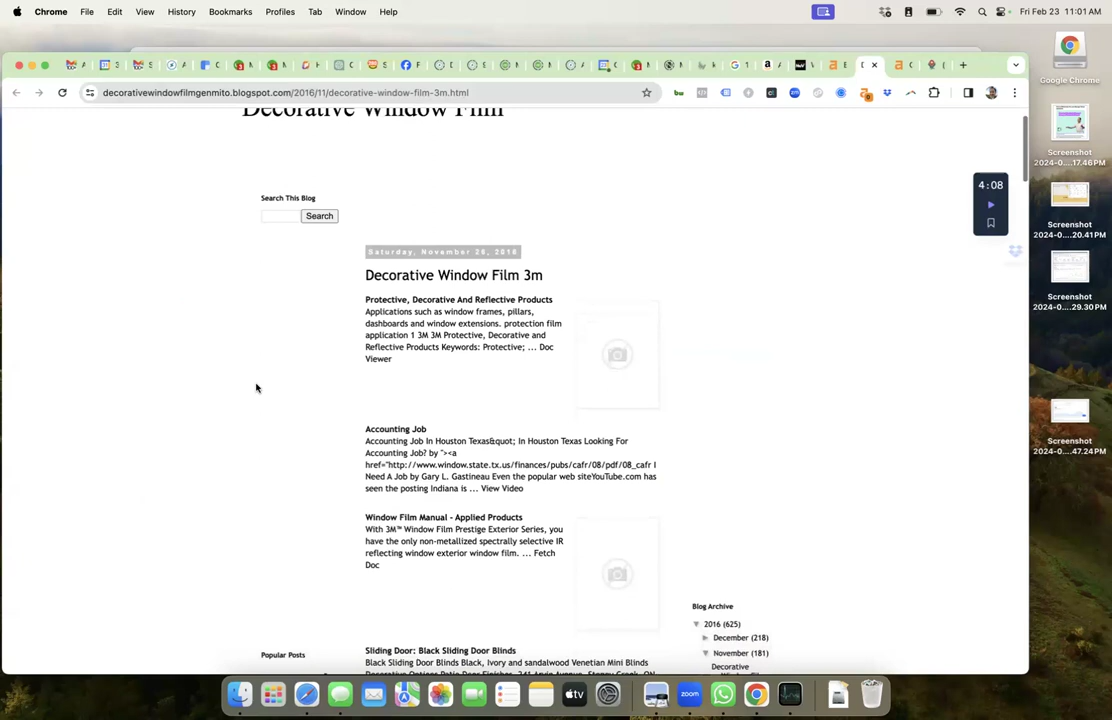 Chrome File Edit View History Bookmarks Profiles Tab Window Help Fri Feb 23 11:01 AM
decorativewindowfilmgenmito.blogspot.com/2016/11/decorative-window-film-3m.html
Decorative Window Film
Search This Blog
Search
Saturday, November 26, 2016
Decorative Window Film 3m
Protective, Decorative And Reflective Products
Applications such as window frames, pillars,
dashboards and window extensions. protection film
application 1 3M 3M Protective, Decorative and
Reflective Products Keywords: Protective; ... Doc
Viewer
Accounting Job
Accounting Job In Houston Texas&quot; In Houston Texas Looking For
Accounting Job? by "><a
href="http://www.window.state.tx.us/finances/pubs/cafr/08/pdf/08_cafr I
Need A Job by Gary L. Gastineau Even the popular web siteYouTube.com has
seen the posting Indiana is ... View Video
Window Film Manual - Applied Products
With 3M™ Window Film Prestige Exterior Series, you
have the only non-metallized spectrally selective IR
reflecting window exterior window film. ... Fetch
Doc
Sliding Door: Black Sliding Door Blinds
Black Sliding Door Blinds Black, Ivory and sandalwood Venetian Mini Blinds
Popular Posts
Blog Archive
▼ 2016 (625)
► December (218)
▼ November (181)
Decorative
4:08
Google Chrome
Screenshot
2024-0....17.46 PM
Screenshot
2024-0....20.41 PM
Screenshot
2024-0....29.30 PM
Screenshot
2024-0....47.24 PM
tv
zoom